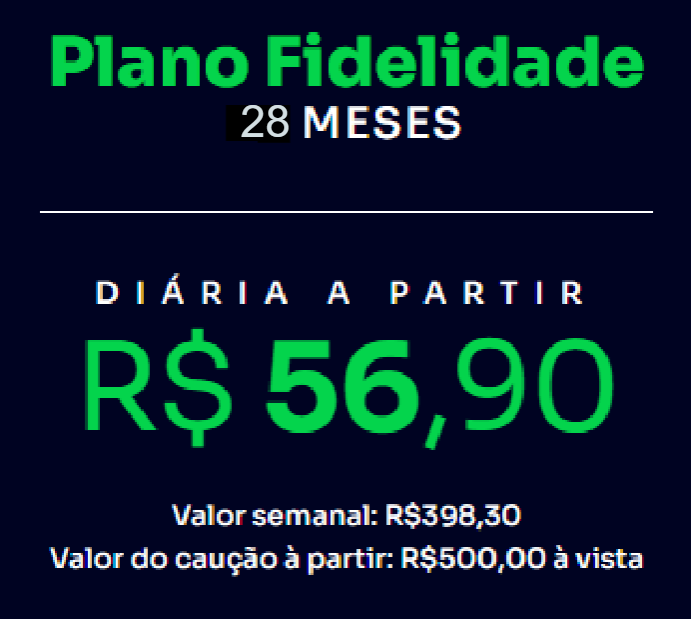 Plano Fidelidade
28 MESES
DIÁRIA A PARTIR
R$ 56,90
Valor semanal: R$398,30
Valor do caução à partir: R$500,00 à vista